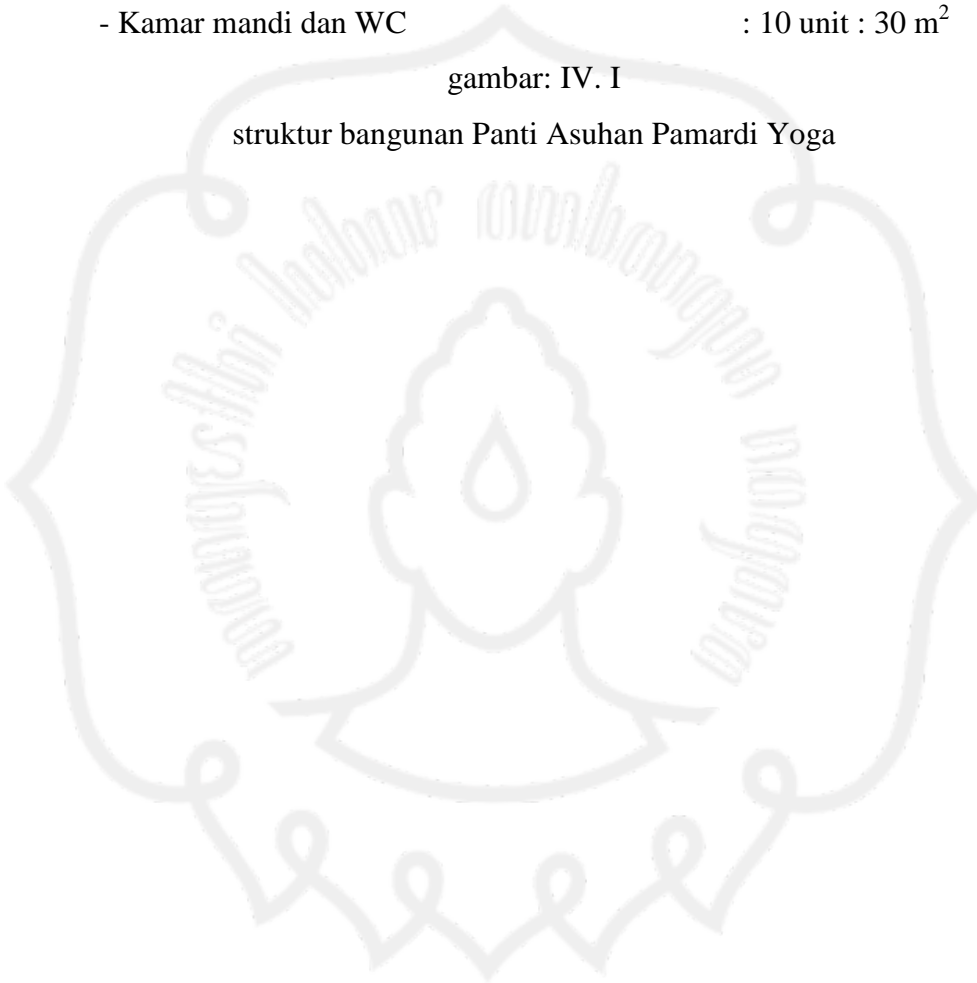 - Kamar mandi dan WC : 10 unit : 30 m²
gambar: IV. I
struktur bangunan Panti Asuhan Pamardi Yoga